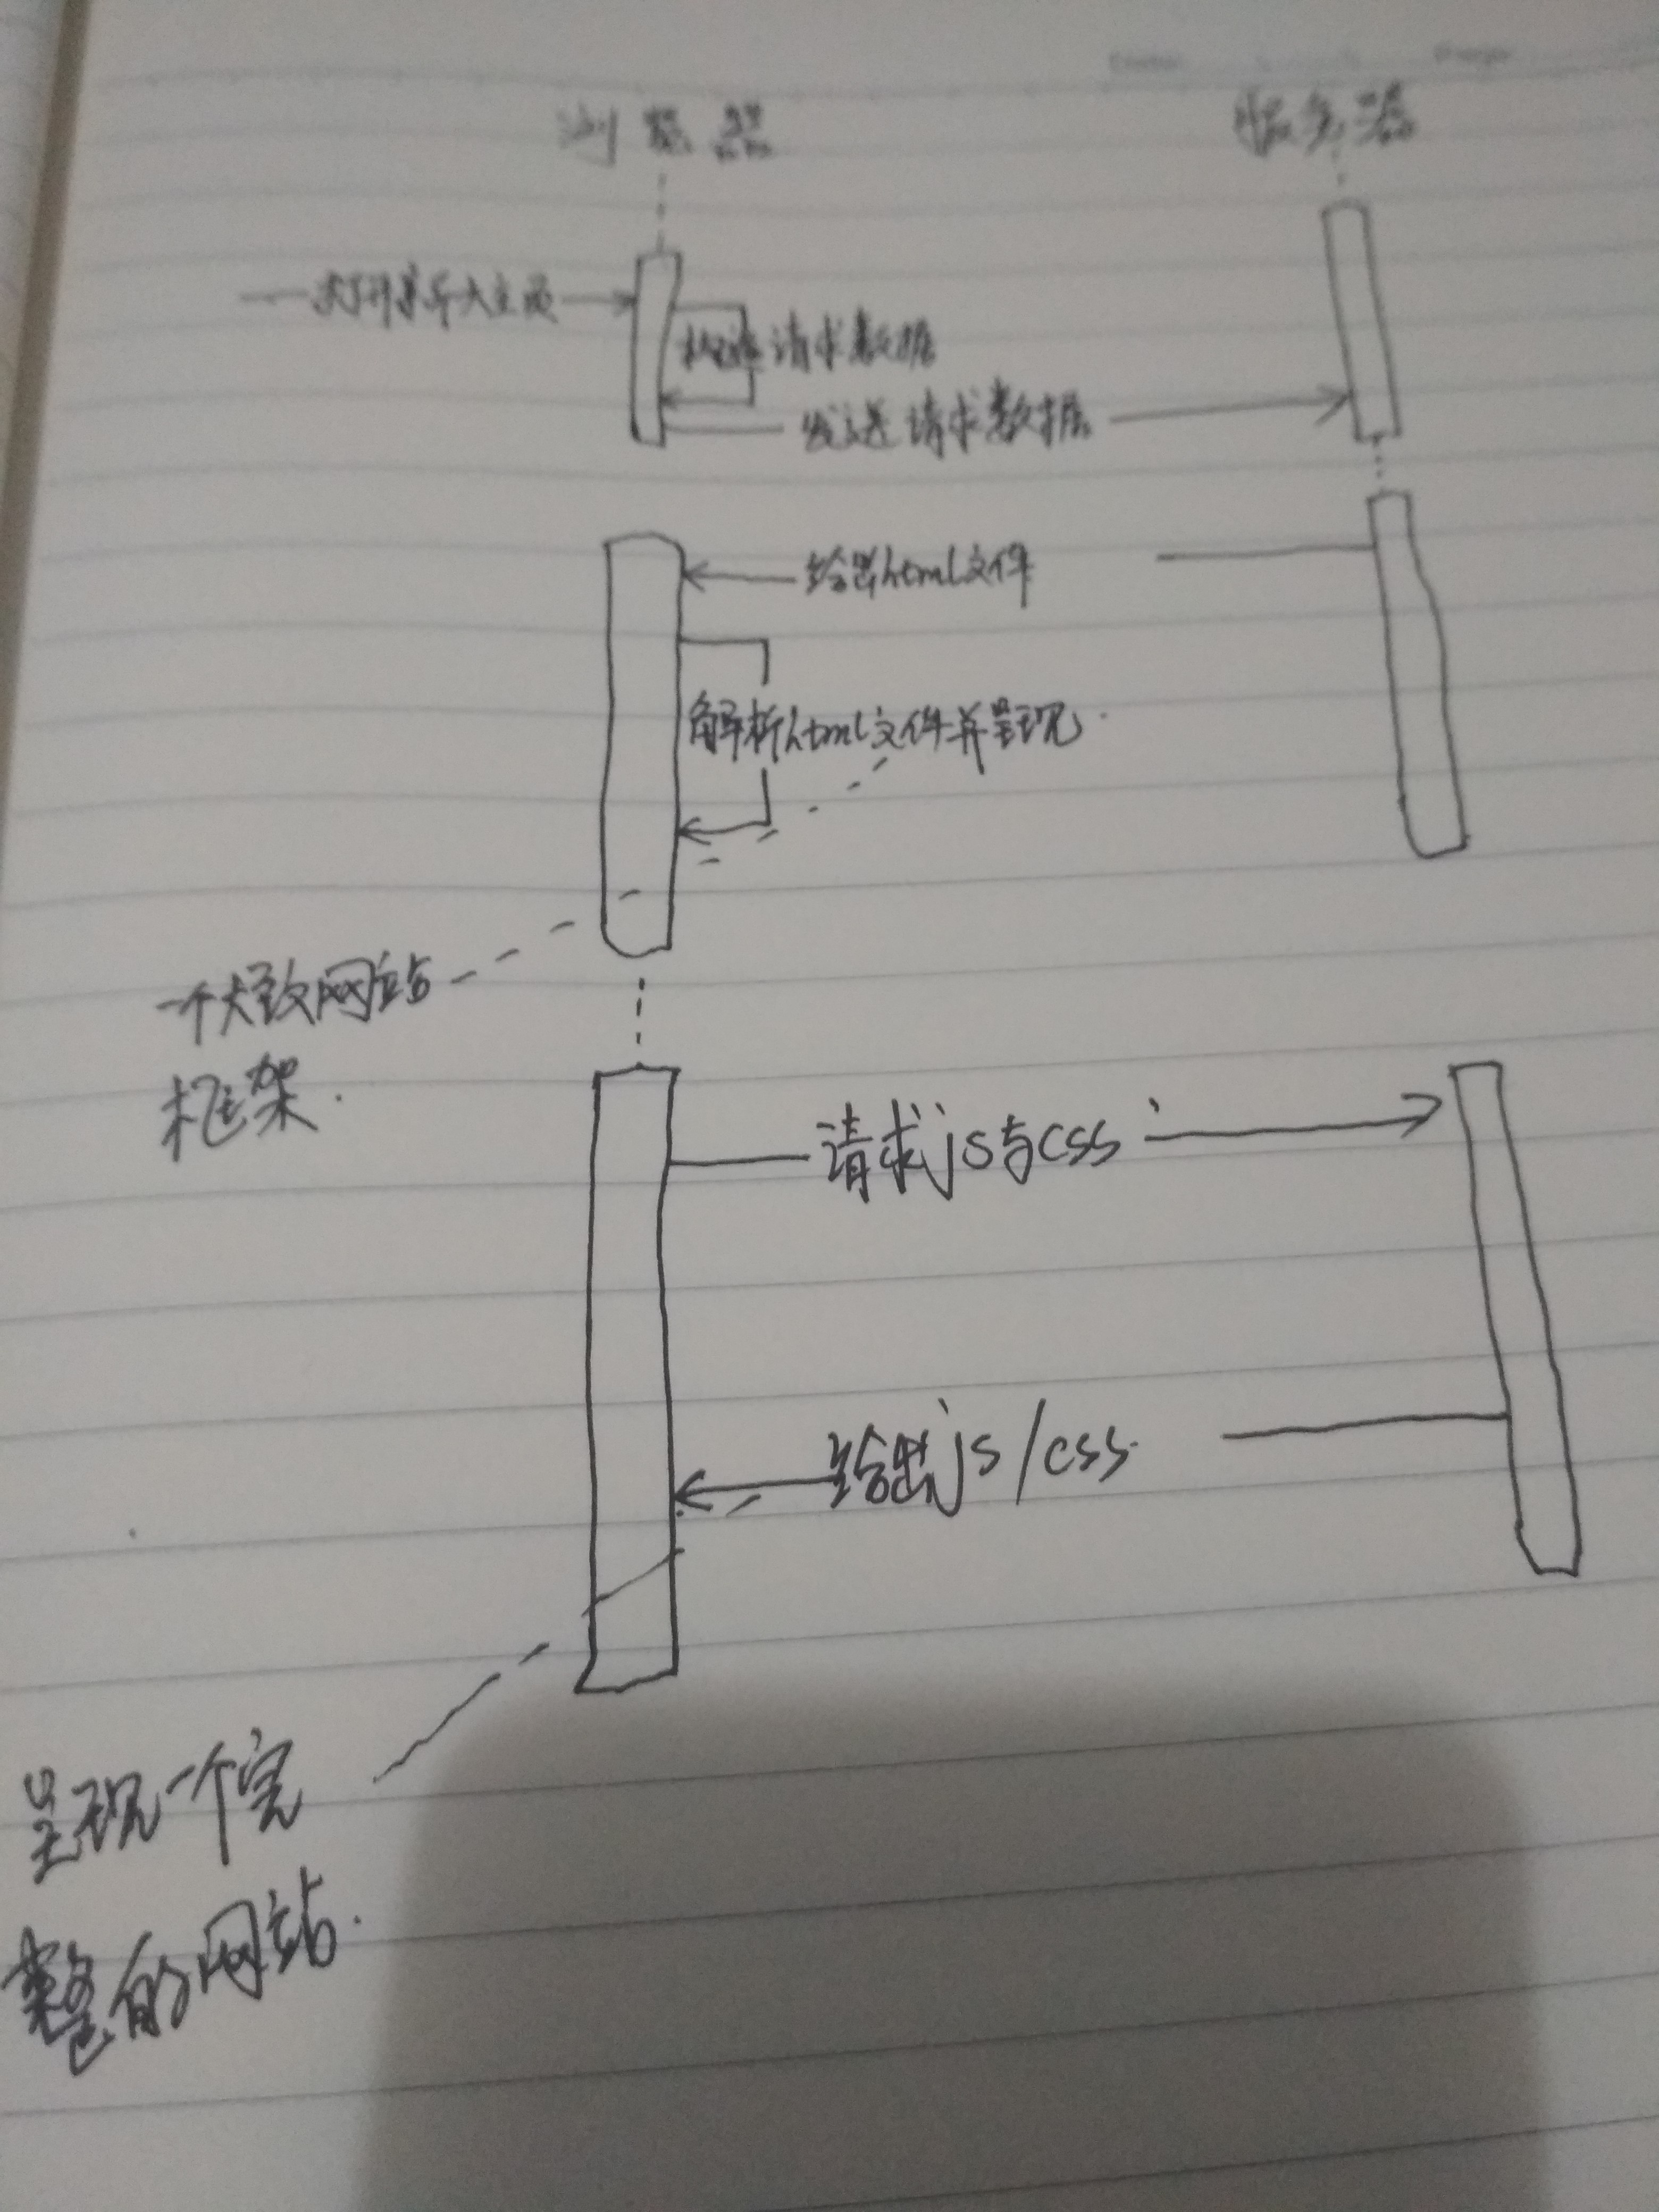 浏览器
服务器
打开大主页
构造请求数据
发送请求数据
给出html文件
解析html文件并呈现.
一个大致网站
框架.
请求js与css
给出js/css.
呈现一个完
整的网站.